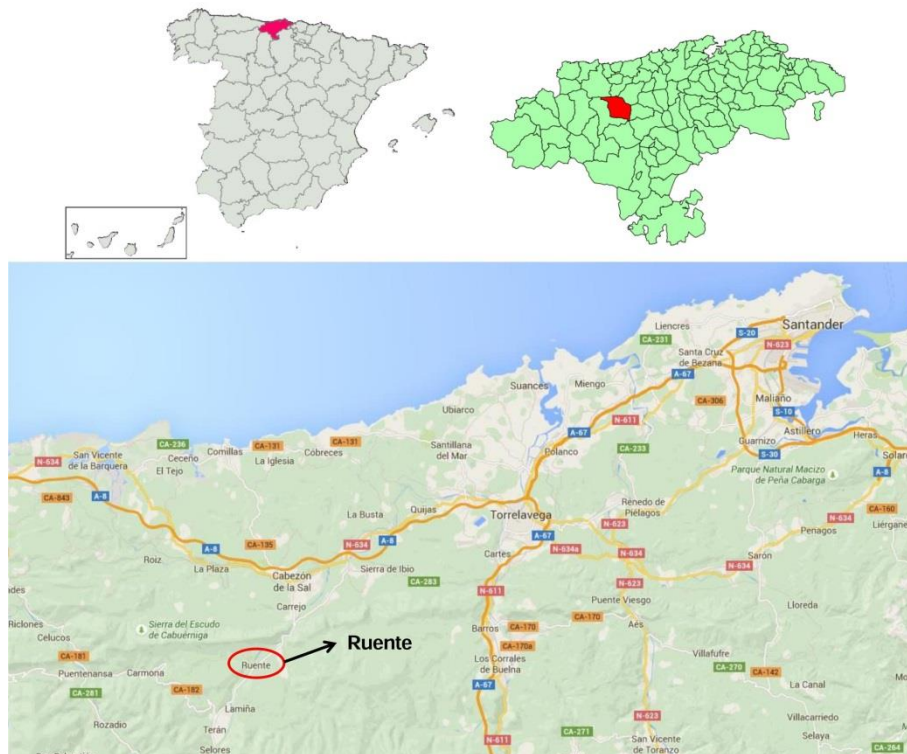 Liencres
Santander
S-20
N-623
CA-231
Santa Cruz
de Bezana
A-67
Suances
Miengo
Maliaño
CA-306
S-10
Ubiarco
N-611
Astillero
CA-236
CA-131
CA-131
Santillana
del Mar
A-67
CA-233
Guarnizo
Heras
N-634
San Vicente
de la Barquera
Ceceño
El Tejo
Comillas
La Iglesia
Cóbreces
Polanco
S-30
Solar
Parque Natural Macizo
de Peña Cabarga
A-8
CA-843
A-8
La Busta
Quijas
Torrelavega
Renedo de
Piélagos
CA-160
N-623
Penagos
N-634
Liérgane
CA-135
A-67
Roiz
A-8
N-634
A-8
Cartes
N-634a
N-634
Sarón
La Plaza
Cabezón
de la Sal
Sierra de Ibio
CA-283
N-623
N-634
Carrejo
N-611
Puente Viesgo
Lloreda
Riclones
Celucos
Sierra del Escudo
de Cabuérniga
Barros
CA-170
CA-170
Aés
CA-170a
Ruente
Ruente
CA-181
Puentenansa
Carmona
Los Corrales
de Buelna
Villafufre
CA-270
CA-142
CA-281
CA-182
A-67
La Canal
Lamiña
Rozadio
Terán
N-623
Villacarriedo
CA-271
Selores
N-611
San Vicente
de Toranzo
Selaya
CA-264